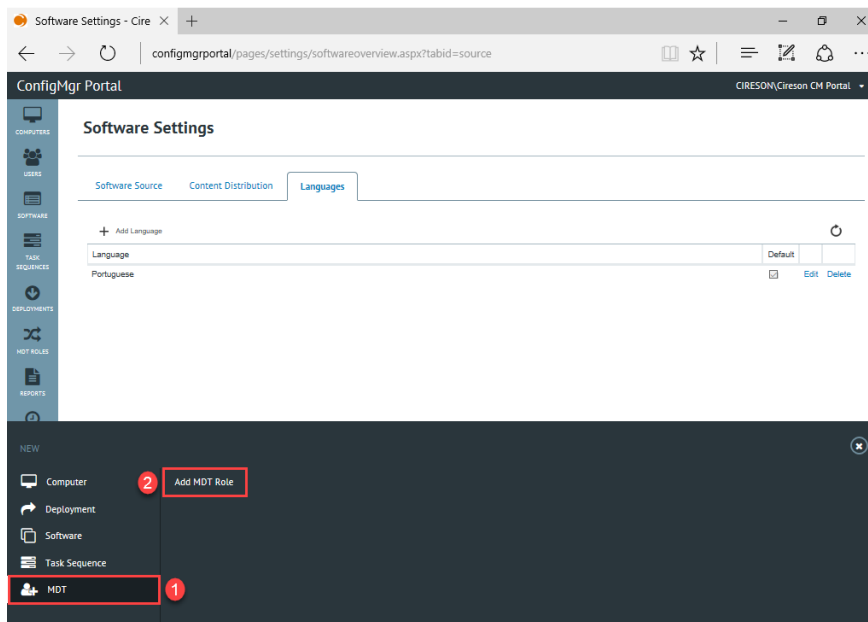 Software Settings - Cire
configmgrportal/pages/settings/softwareoverview.aspx?tabid=source
ConfigMgr Portal
CIRESON\Cireson CM Portal
COMPUTERS
USERS
SOFTWARE
TASK
SEQUENCES
DEPLOYMENTS
MDT ROLES
REPORTS
Software Settings
Software Source Content Distribution Languages
Add Language
Language Default
Portuguese Edit Delete
NEW
Computer
Deployment
Software
Task Sequence
MDT 1
2 Add MDT Role